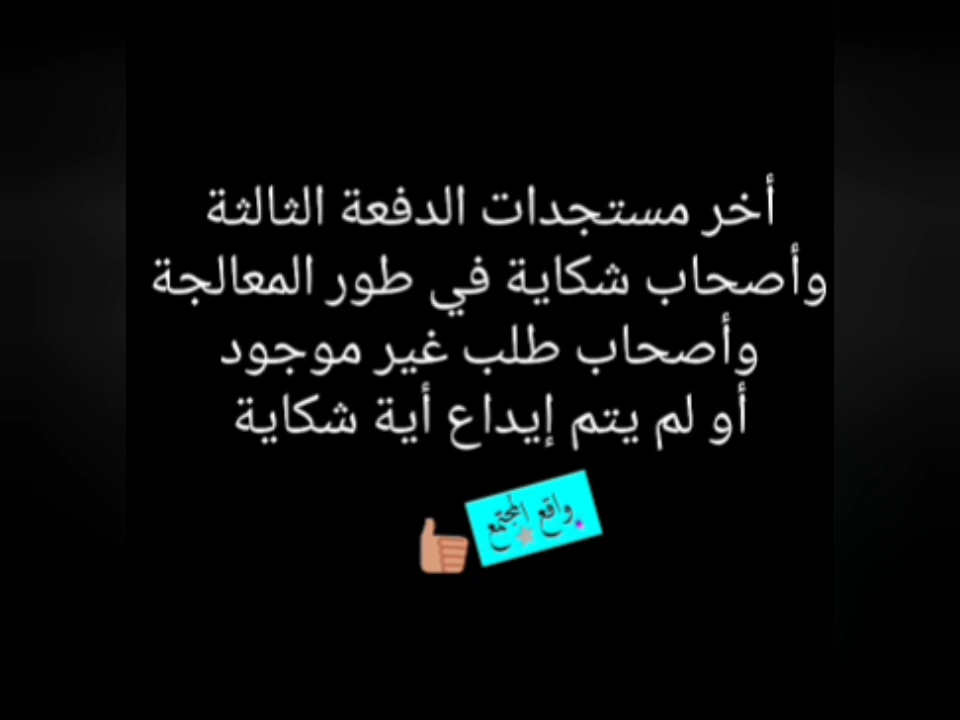 أخر مستجدات الدفعة الثالثة
وأصحاب شكاية في طور المعالجة
وأصحاب طلب غير موجود
أو لم يتم إيداع أية شكاية
واقع المجتمع